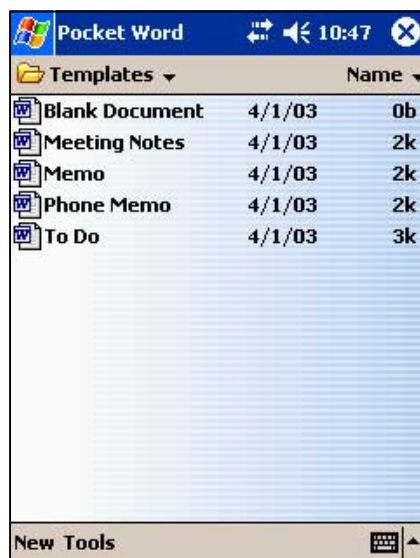 Pocket Word 10:47
Templates Name
Blank Document 4/1/03 0b
Meeting Notes 4/1/03 2k
Memo 4/1/03 2k
Phone Memo 4/1/03 2k
To Do 4/1/03 3k
New Tools